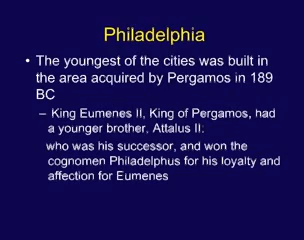 Philadelphia
• The youngest of the cities was built in
the area acquired by Pergamos in 189
BC
– King Eumenes II, King of Pergamos, had
a younger brother, Attalus II:
who was his successor, and won the
cognomen Philadelphus for his loyalty and
affection for Eumenes